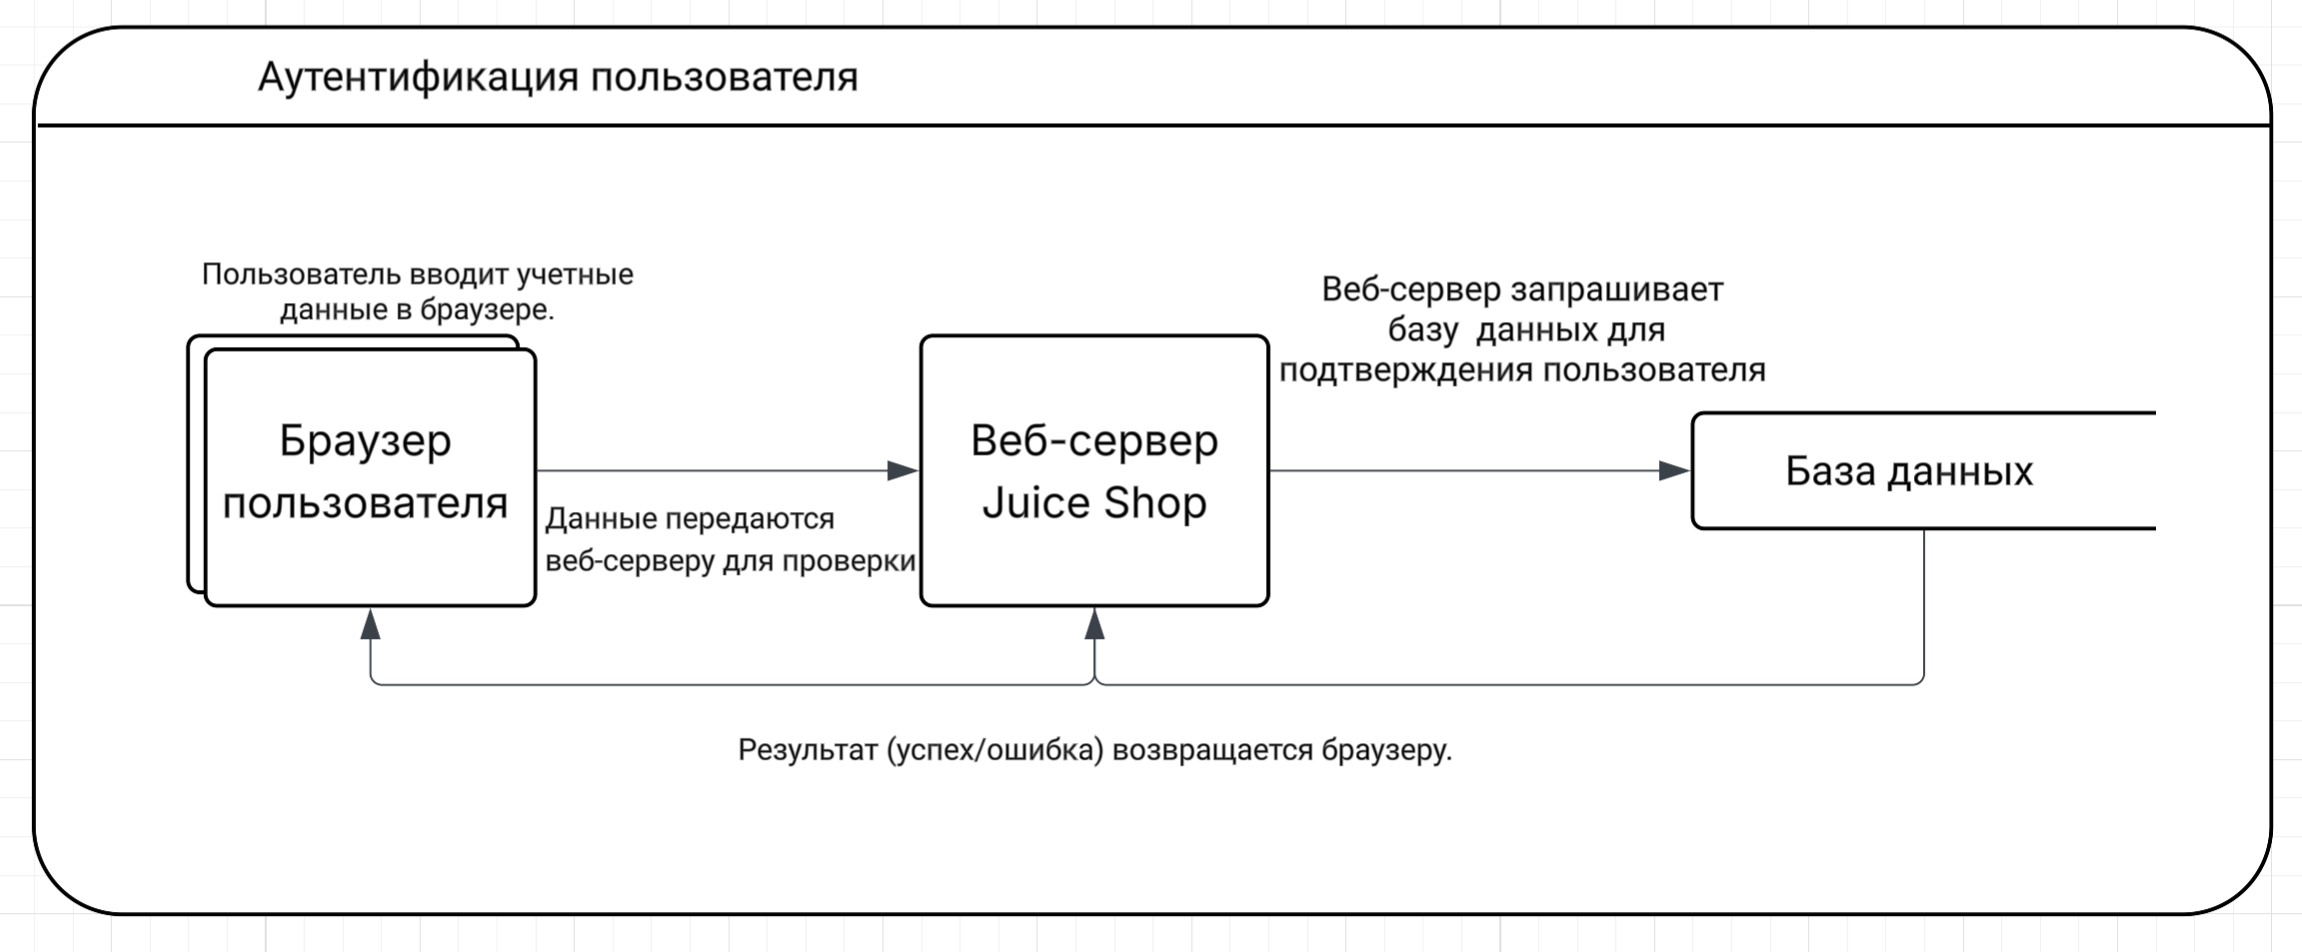 Аутентификация пользователя
Пользователь вводит учетные
данные в браузере.
Браузер
пользователя
Данные передаются
веб-серверу для проверки
Веб-сервер
Juice Shop
Веб-сервер запрашивает
базу  данных для
подтверждения пользователя
База данных
Результат (успех/ошибка) возвращается браузеру.